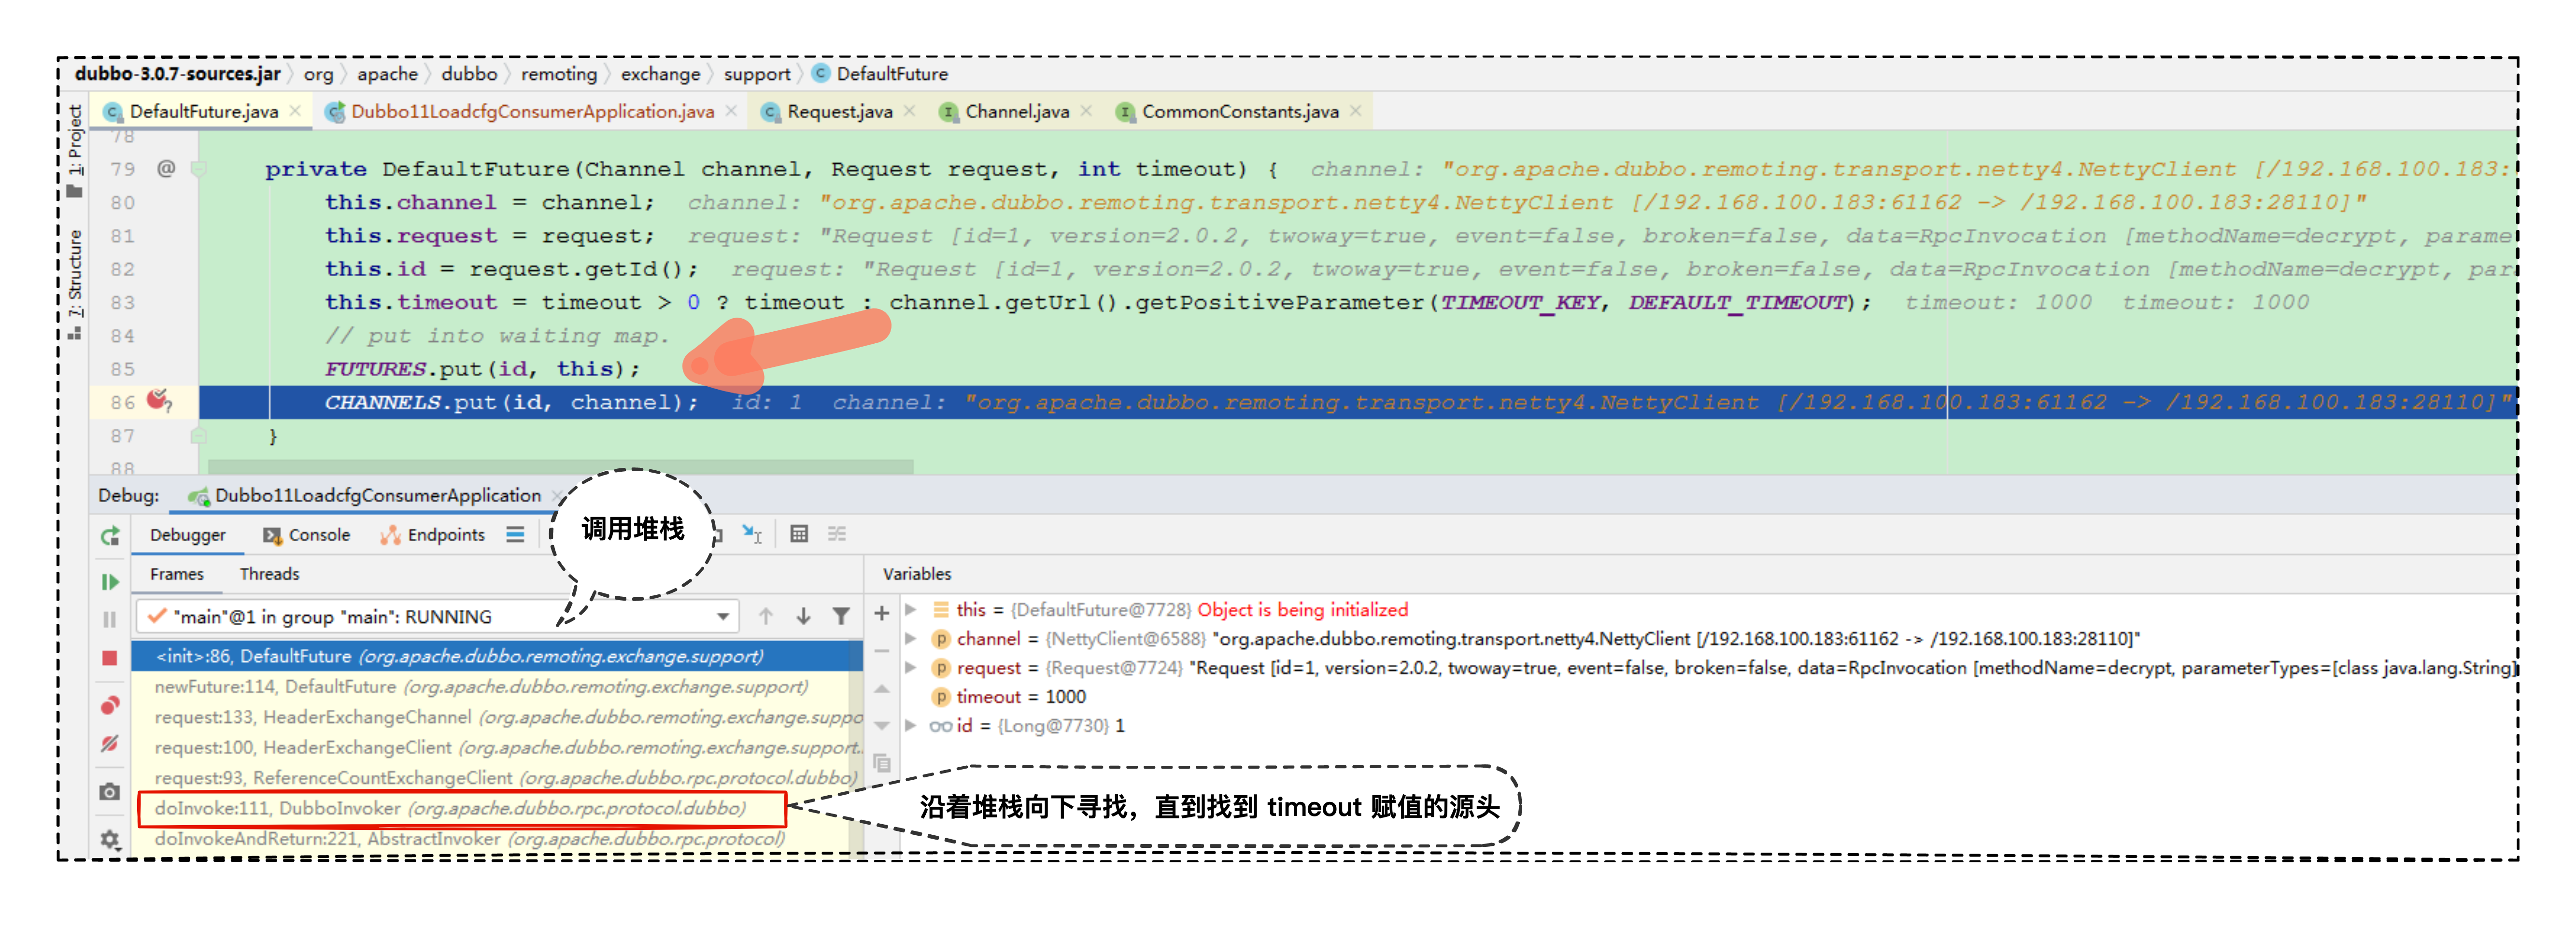 dubbo-3.0.7-sources.jar 〉 org 〉 apache 〉 dubbo 〉 remoting 〉 exchange 〉 support 〉 C DefaultFuture
DefaultFuture.java × Dubbo11LoadcfgConsumerApplication.java × Request.java × Channel.java × CommonConstants.java ×
1: Project
7: Structure
78
79 @ private DefaultFuture(Channel channel, Request request, int timeout) { channel: "org.apache.dubbo.remoting.transport.netty4.NettyClient [/192.168.100.183:
80 this.channel = channel; channel: "org.apache.dubbo.remoting.transport.netty4.NettyClient [/192.168.100.183:61162 -> /192.168.100.183:28110]"
81 this.request = request; request: "Request [id=1, version=2.0.2, twoway=true, event=false, broken=false, data=RpcInvocation [methodName=decrypt, parame
82 this.id = request.getId(); request: "Request [id=1, version=2.0.2, twoway=true, event=false, broken=false, data=RpcInvocation [methodName=decrypt, par
83 this.timeout = timeout > 0 ? timeout : channel.getUrl().getPositiveParameter(TIMEOUT_KEY, DEFAULT_TIMEOUT); timeout: 1000 timeout: 1000
84 // put into waiting map.
85 FUTURES.put(id, this);
86 CHANNELS.put(id, channel); id: 1 channel: "org.apache.dubbo.remoting.transport.netty4.NettyClient [/192.168.100.183:61162 -> /192.168.100.183:28110]"
87 }
88
Debug: Dubbo11LoadcfgConsumerApplication ×
调用堆栈
Debugger Console Endpoints
Frames Threads
Variables
"main"@1 in group "main": RUNNING
<init>:86, DefaultFuture (org.apache.dubbo.remoting.exchange.support)
newFuture:114, DefaultFuture (org.apache.dubbo.remoting.exchange.support)
request:133, HeaderExchangeChannel (org.apache.dubbo.remoting.exchange.suppo
request:100, HeaderExchangeClient (org.apache.dubbo.remoting.exchange.support.
request:93, ReferenceCountExchangeClient (org.apache.dubbo.rpc.protocol.dubbo)
doInvoke:111, DubboInvoker (org.apache.dubbo.rpc.protocol.dubbo)
doInvokeAndReturn:221, AbstractInvoker (org.apache.dubbo.rpc.protocol)
this = {DefaultFuture@7728} Object is being initialized
channel = {NettyClient@6588} "org.apache.dubbo.remoting.transport.netty4.NettyClient [/192.168.100.183:61162 -> /192.168.100.183:28110]"
request = {Request@7724} "Request [id=1, version=2.0.2, twoway=true, event=false, broken=false, data=RpcInvocation [methodName=decrypt, parameterTypes=[class java.lang.String]
timeout = 1000
id = {Long@7730} 1
沿着堆栈向下寻找，直到找到 timeout 赋值的源头